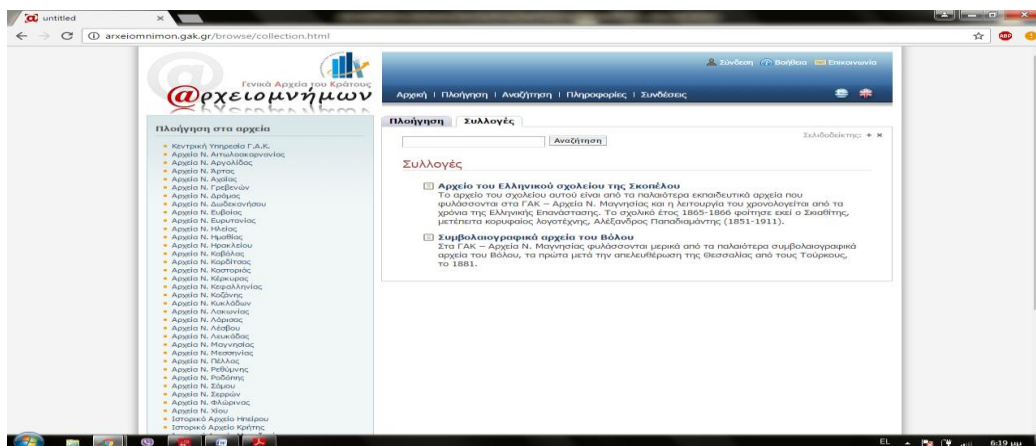 untitled
arxeiomnimon.gak.gr/browse/collection.html
Γενικά Αρχεία του Κράτους
@ρχειομνήμων
Σύνδεση Βοήθεια Επικοινωνία
Αρχική | Πλοήγηση | Αναζήτηση | Πληροφορίες | Συνδέσεις
Πλοήγηση στα αρχεία
Κεντρική Υπηρεσία Γ.Α.Κ.
Αρχεία Ν. Αιτωλοακαρνανίας
Αρχεία Ν. Αργολίδος
Αρχεία Ν. Άρτας
Αρχεία Ν. Αχαΐας
Αρχεία Ν. Γρεβενών
Αρχεία Ν. Δράμας
Αρχεία Ν. Δωδεκανήσου
Αρχεία Ν. Ευβοίας
Αρχεία Ν. Ευρυτανίας
Αρχεία Ν. Ηλείας
Αρχεία Ν. Ημαθίας
Αρχεία Ν. Ηρακλείου
Αρχεία Ν. Καβάλας
Αρχεία Ν. Καρδίτσας
Αρχεία Ν. Καστοριάς
Αρχεία Ν. Κέρκυρας
Αρχεία Ν. Κεφαλληνίας
Αρχεία Ν. Κοζάνης
Αρχεία Ν. Κυκλάδων
Αρχεία Ν. Λακωνίας
Αρχεία Ν. Λάρισας
Αρχεία Ν. Λέσβου
Αρχεία Ν. Λευκάδας
Αρχεία Ν. Μαγνησίας
Αρχεία Ν. Μεσσηνίας
Αρχεία Ν. Πέλλας
Αρχεία Ν. Ρεθύμνης
Αρχεία Ν. Ροδόπης
Αρχεία Ν. Σάμου
Αρχεία Ν. Σερρών
Αρχεία Ν. Φλώρινας
Αρχεία Ν. Χίου
Ιστορικό Αρχείο Ηπείρου
Ιστορικό Αρχείο Κρήτης
Πλοήγηση Συλλογές
Αναζήτηση
Σελιδοδείκτης: + ×
Συλλογές
Αρχείο του Ελληνικού σχολείου της Σκοπέλου
Το αρχείο του σχολείου αυτού είναι από τα παλαιότερα εκπαιδευτικά αρχεία που
φυλάσσονται στα ΓΑΚ – Αρχεία Ν. Μαγνησίας και η λειτουργία του χρονολογείται από τα
χρόνια της Ελληνικής Επανάστασης. Το σχολικό έτος 1865-1866 φοίτησε εκεί ο Σκιαθίτης,
μετέπειτα κορυφαίος λογοτέχνης, Αλέξανδρος Παπαδιαμάντης (1851-1911).
Συμβολαιογραφικά αρχεία του Βόλου
Στα ΓΑΚ – Αρχεία Ν. Μαγνησίας φυλάσσονται μερικά από τα παλαιότερα συμβολαιογραφικά
αρχεία του Βόλου, τα πρώτα μετά την απελευθέρωση της Θεσσαλίας από τους Τούρκους,
το 1881.
EL
6:19 μμ